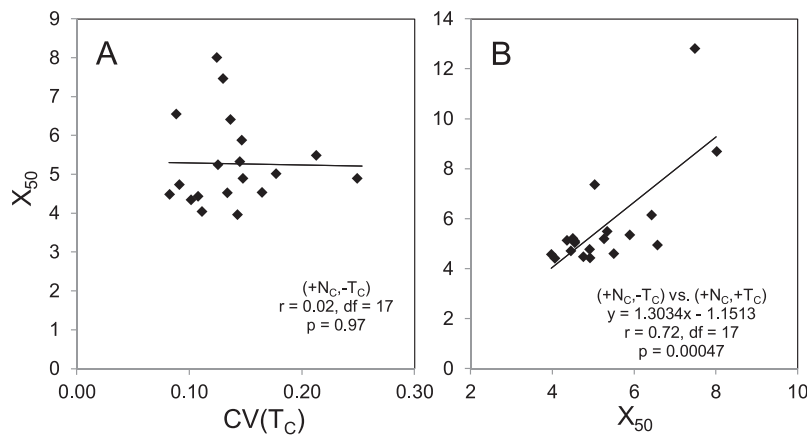 A
9
8
7
6
5
4
3
2
1
0
X50
0.00
0.10
0.20
0.30
CV(TC)
(+NC,-TC)
r = 0.02, df = 17
p = 0.97
B
14
12
10
8
6
4
2
0
2
4
6
8
10
X50
(+NC,-TC) vs. (+NC,+TC)
y = 1.3034x - 1.1513
r = 0.72, df = 17
p = 0.00047